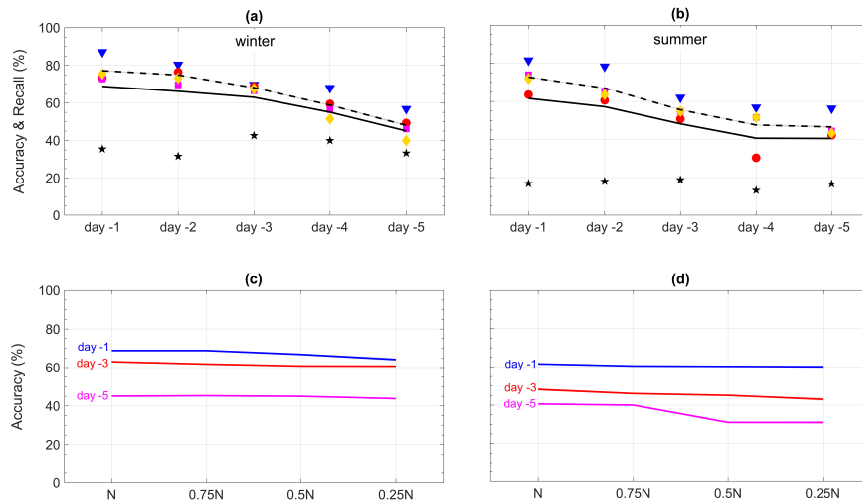 (a)
(b)
winter
summer
Accuracy & Recall (%)
100
80
60
40
20
0
day -1
day -2
day -3
day -4
day -5
day -1
day -2
day -3
day -4
day -5
(c)
(d)
Accuracy (%)
100
80
60
40
20
0
day -1
day -3
day -5
day -1
day -3
day -5
N
0.75N
0.5N
0.25N
N
0.75N
0.5N
0.25N